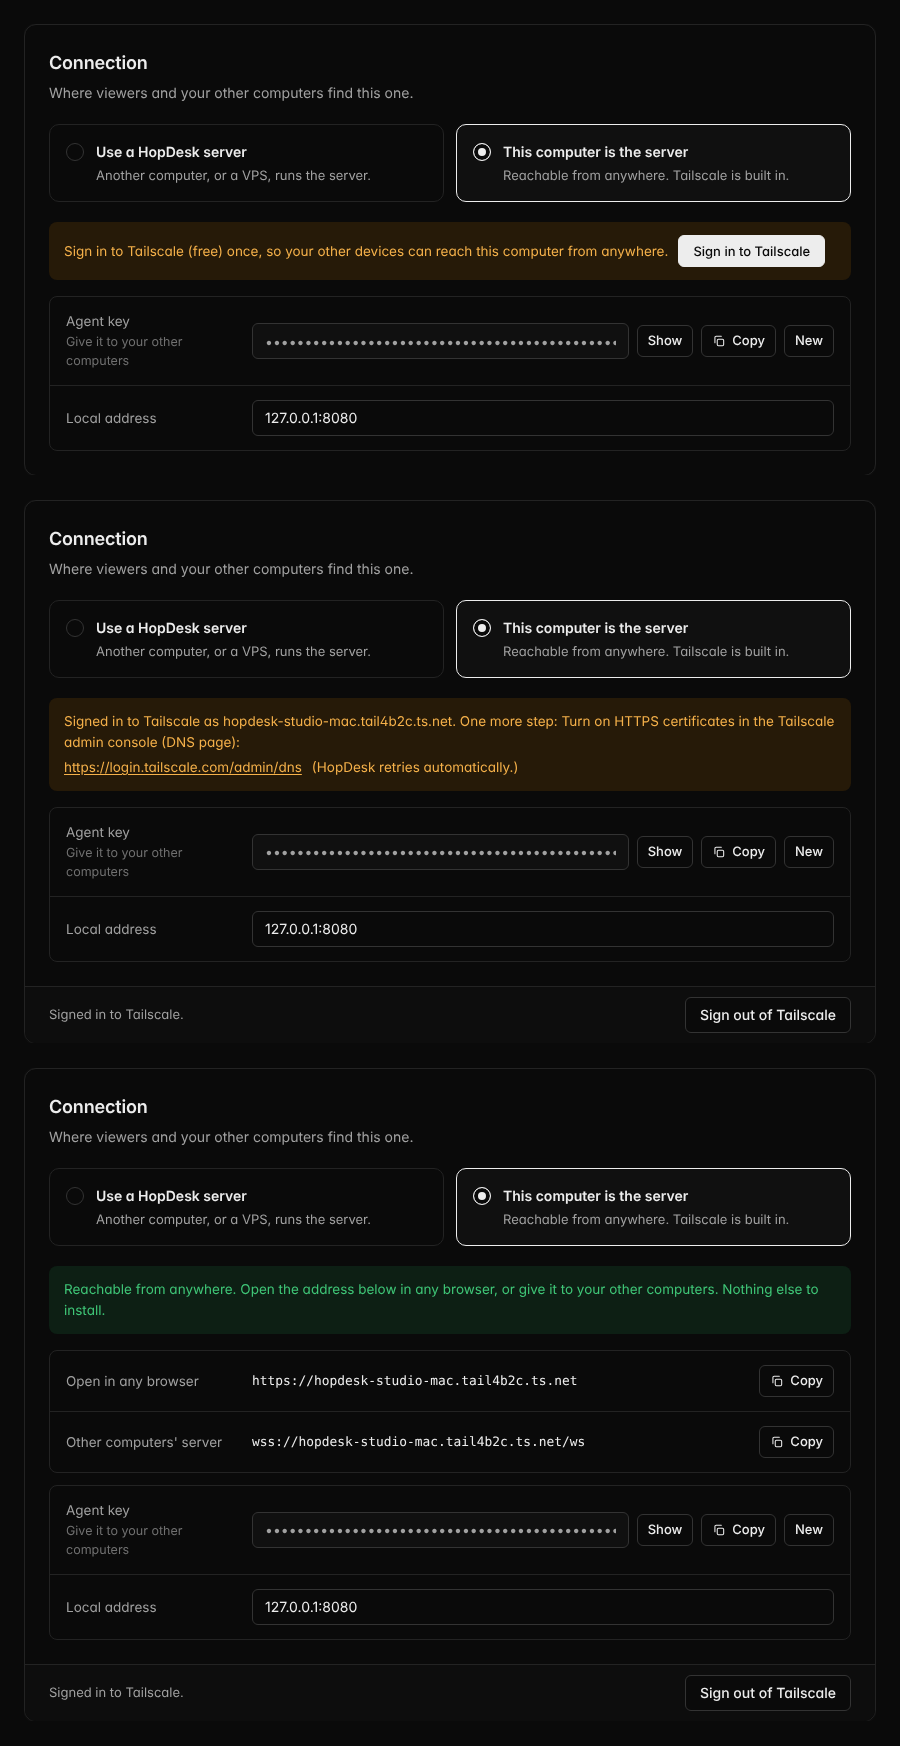 Connection
Where viewers and your other computers find this one.
Use a HopDesk server
Another computer, or a VPS, runs the server.
This computer is the server
Reachable from anywhere. Tailscale is built in.
Sign in to Tailscale (free) once, so your other devices can reach this computer from anywhere.
Sign in to Tailscale
Agent key
Give it to your other
computers
Show
Copy
New
Local address
127.0.0.1:8080
Connection
Where viewers and your other computers find this one.
Use a HopDesk server
Another computer, or a VPS, runs the server.
This computer is the server
Reachable from anywhere. Tailscale is built in.
Signed in to Tailscale as hopdesk-studio-mac.tail4b2c.ts.net. One more step: Turn on HTTPS certificates in the Tailscale
admin console (DNS page):
https://login.tailscale.com/admin/dns (HopDesk retries automatically.)
Agent key
Give it to your other
computers
Show
Copy
New
Local address
127.0.0.1:8080
Signed in to Tailscale.
Sign out of Tailscale
Connection
Where viewers and your other computers find this one.
Use a HopDesk server
Another computer, or a VPS, runs the server.
This computer is the server
Reachable from anywhere. Tailscale is built in.
Reachable from anywhere. Open the address below in any browser, or give it to your other computers. Nothing else to
install.
Open in any browser
https://hopdesk-studio-mac.tail4b2c.ts.net
Copy
Other computers' server
wss://hopdesk-studio-mac.tail4b2c.ts.net/ws
Copy
Agent key
Give it to your other
computers
Show
Copy
New
Local address
127.0.0.1:8080
Signed in to Tailscale.
Sign out of Tailscale